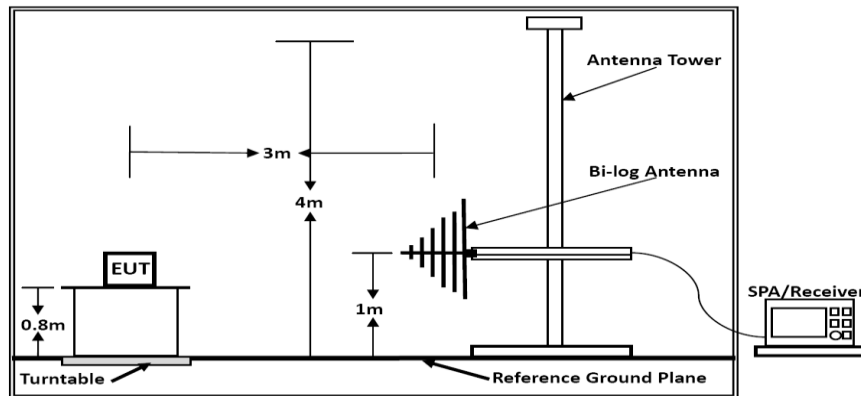 Antenna Tower
3m
Bi-log Antenna
4m
EUT
1m
0.8m
SPA/Receiver
Turntable
Reference Ground Plane